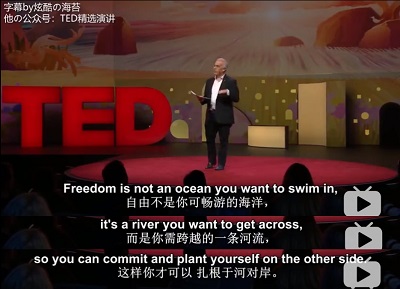 字幕by炫酷の海苔
他の公众号：TED精选演讲
TED
Freedom is not an ocean you want to swim in,
自由不是你可畅游的海洋，
it's a river you want to get across,
而是你需跨越的一条河流，
so you can commit and plant yourself on the other side.
这样你才可以 扎根于河对岸。